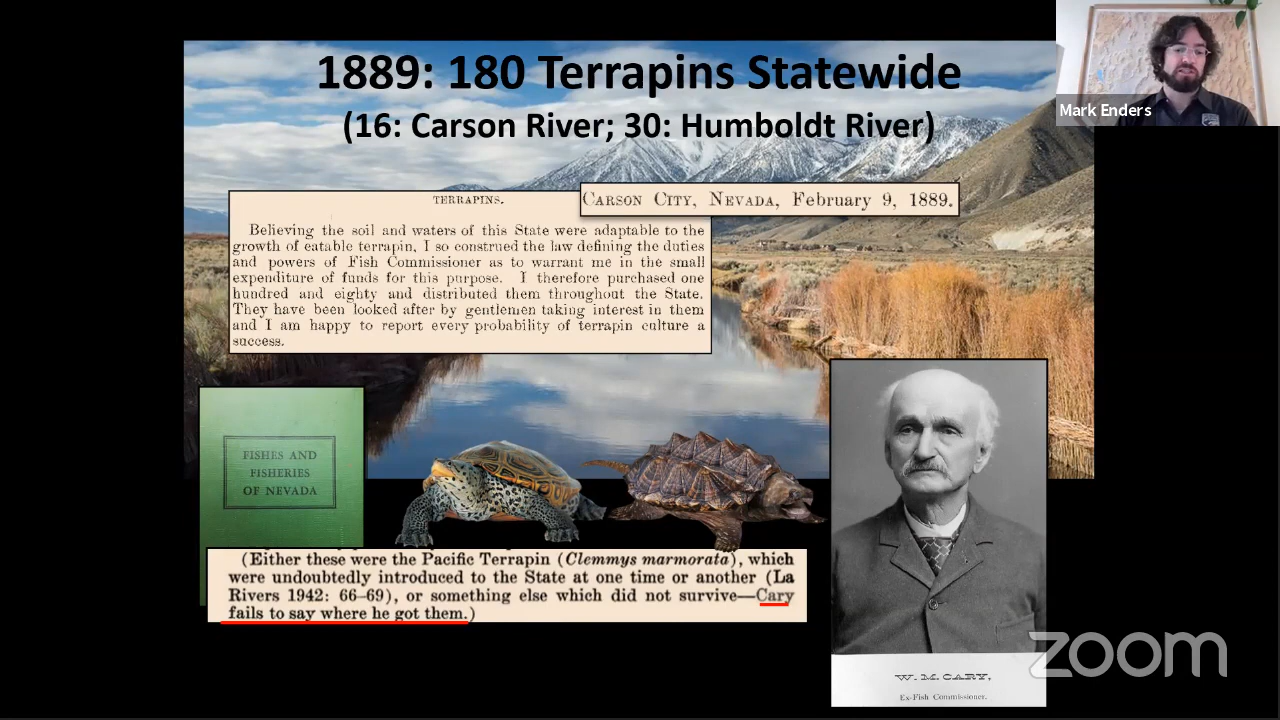 1889: 180 Terrapins Statewide
(16: Carson River; 30: Humboldt River)
Mark Enders
TERRAPINS.
CARSON CITY, NEVADA, February 9, 1889.
Believing the soil and waters of this State were adaptable to the
growth of eatable terrapin, I so construed the law defining the duties
and powers of Fish Commissioner as to warrant me in the small
expenditure of funds for this purpose. I therefore purchased one
hundred and eighty and distributed them throughout the State.
They have been looked after by gentlemen taking interest in them
and I am happy to report every probability of terrapin culture a
success.
FISHES AND
FISHERIES
OF NEVADA
(Either these were the Pacific Terrapin (Clemmys marmorata), which
were undoubtedly introduced to the State at one time or another (La
Rivers 1942: 66–69), or something else which did not survive—Cary
fails to say where he got them.)
W. M. CARY,
Ex-Fish Commissioner.
zoom